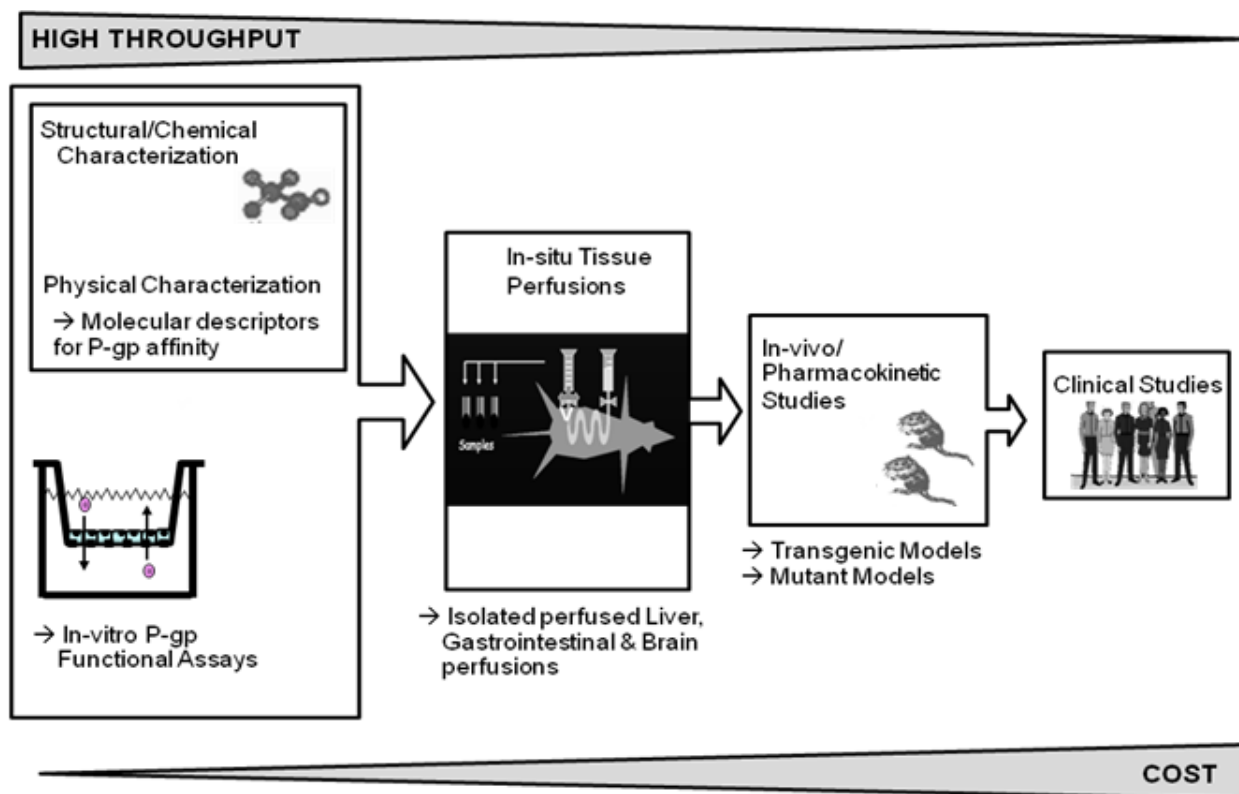 HIGH THROUGHPUT
Structural/Chemical
Characterization
Physical Characterization
→ Molecular descriptors
for P-gp affinity
→ In-vitro P-gp
Functional Assays
In-situ Tissue
Perfusions
Samples
→ Isolated perfused Liver,
Gastrointestinal & Brain
perfusions
In-vivo/
Pharmacokinetic
Studies
→ Transgenic Models
→ Mutant Models
Clinical Studies
COST